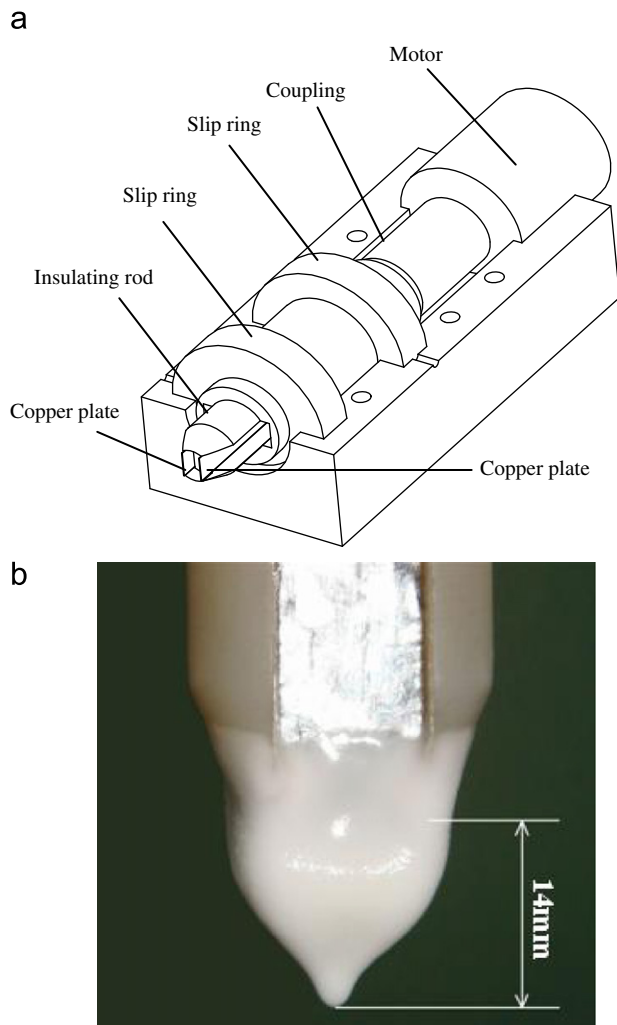 a
Motor
Coupling
Slip ring
Slip ring
Insulating rod
Copper plate
Copper plate
b
14mm